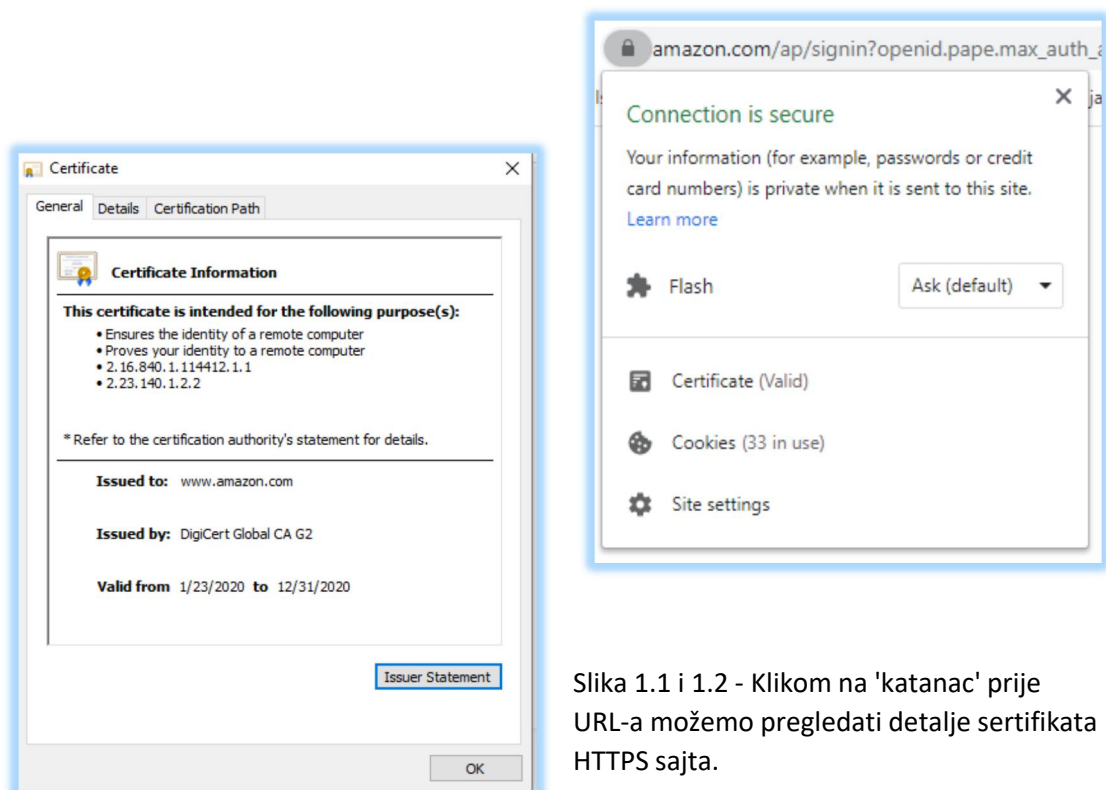 Certificate
General Details Certification Path
Certificate Information
This certificate is intended for the following purpose(s):
• Ensures the identity of a remote computer
• Proves your identity to a remote computer
• 2.16.840.1.114412.1.1
• 2.23.140.1.2.2
* Refer to the certification authority's statement for details.
Issued to: www.amazon.com
Issued by: DigiCert Global CA G2
Valid from 1/23/2020 to 12/31/2020
Issuer Statement
OK
amazon.com/ap/signin?openid.pape.max_auth_
Connection is secure
Your information (for example, passwords or credit
card numbers) is private when it is sent to this site.
Learn more
Flash Ask (default)
Certificate (Valid)
Cookies (33 in use)
Site settings
Slika 1.1 i 1.2 - Klikom na 'katanac' prije
URL-a možemo pregledati detalje sertifikata
HTTPS sajta.